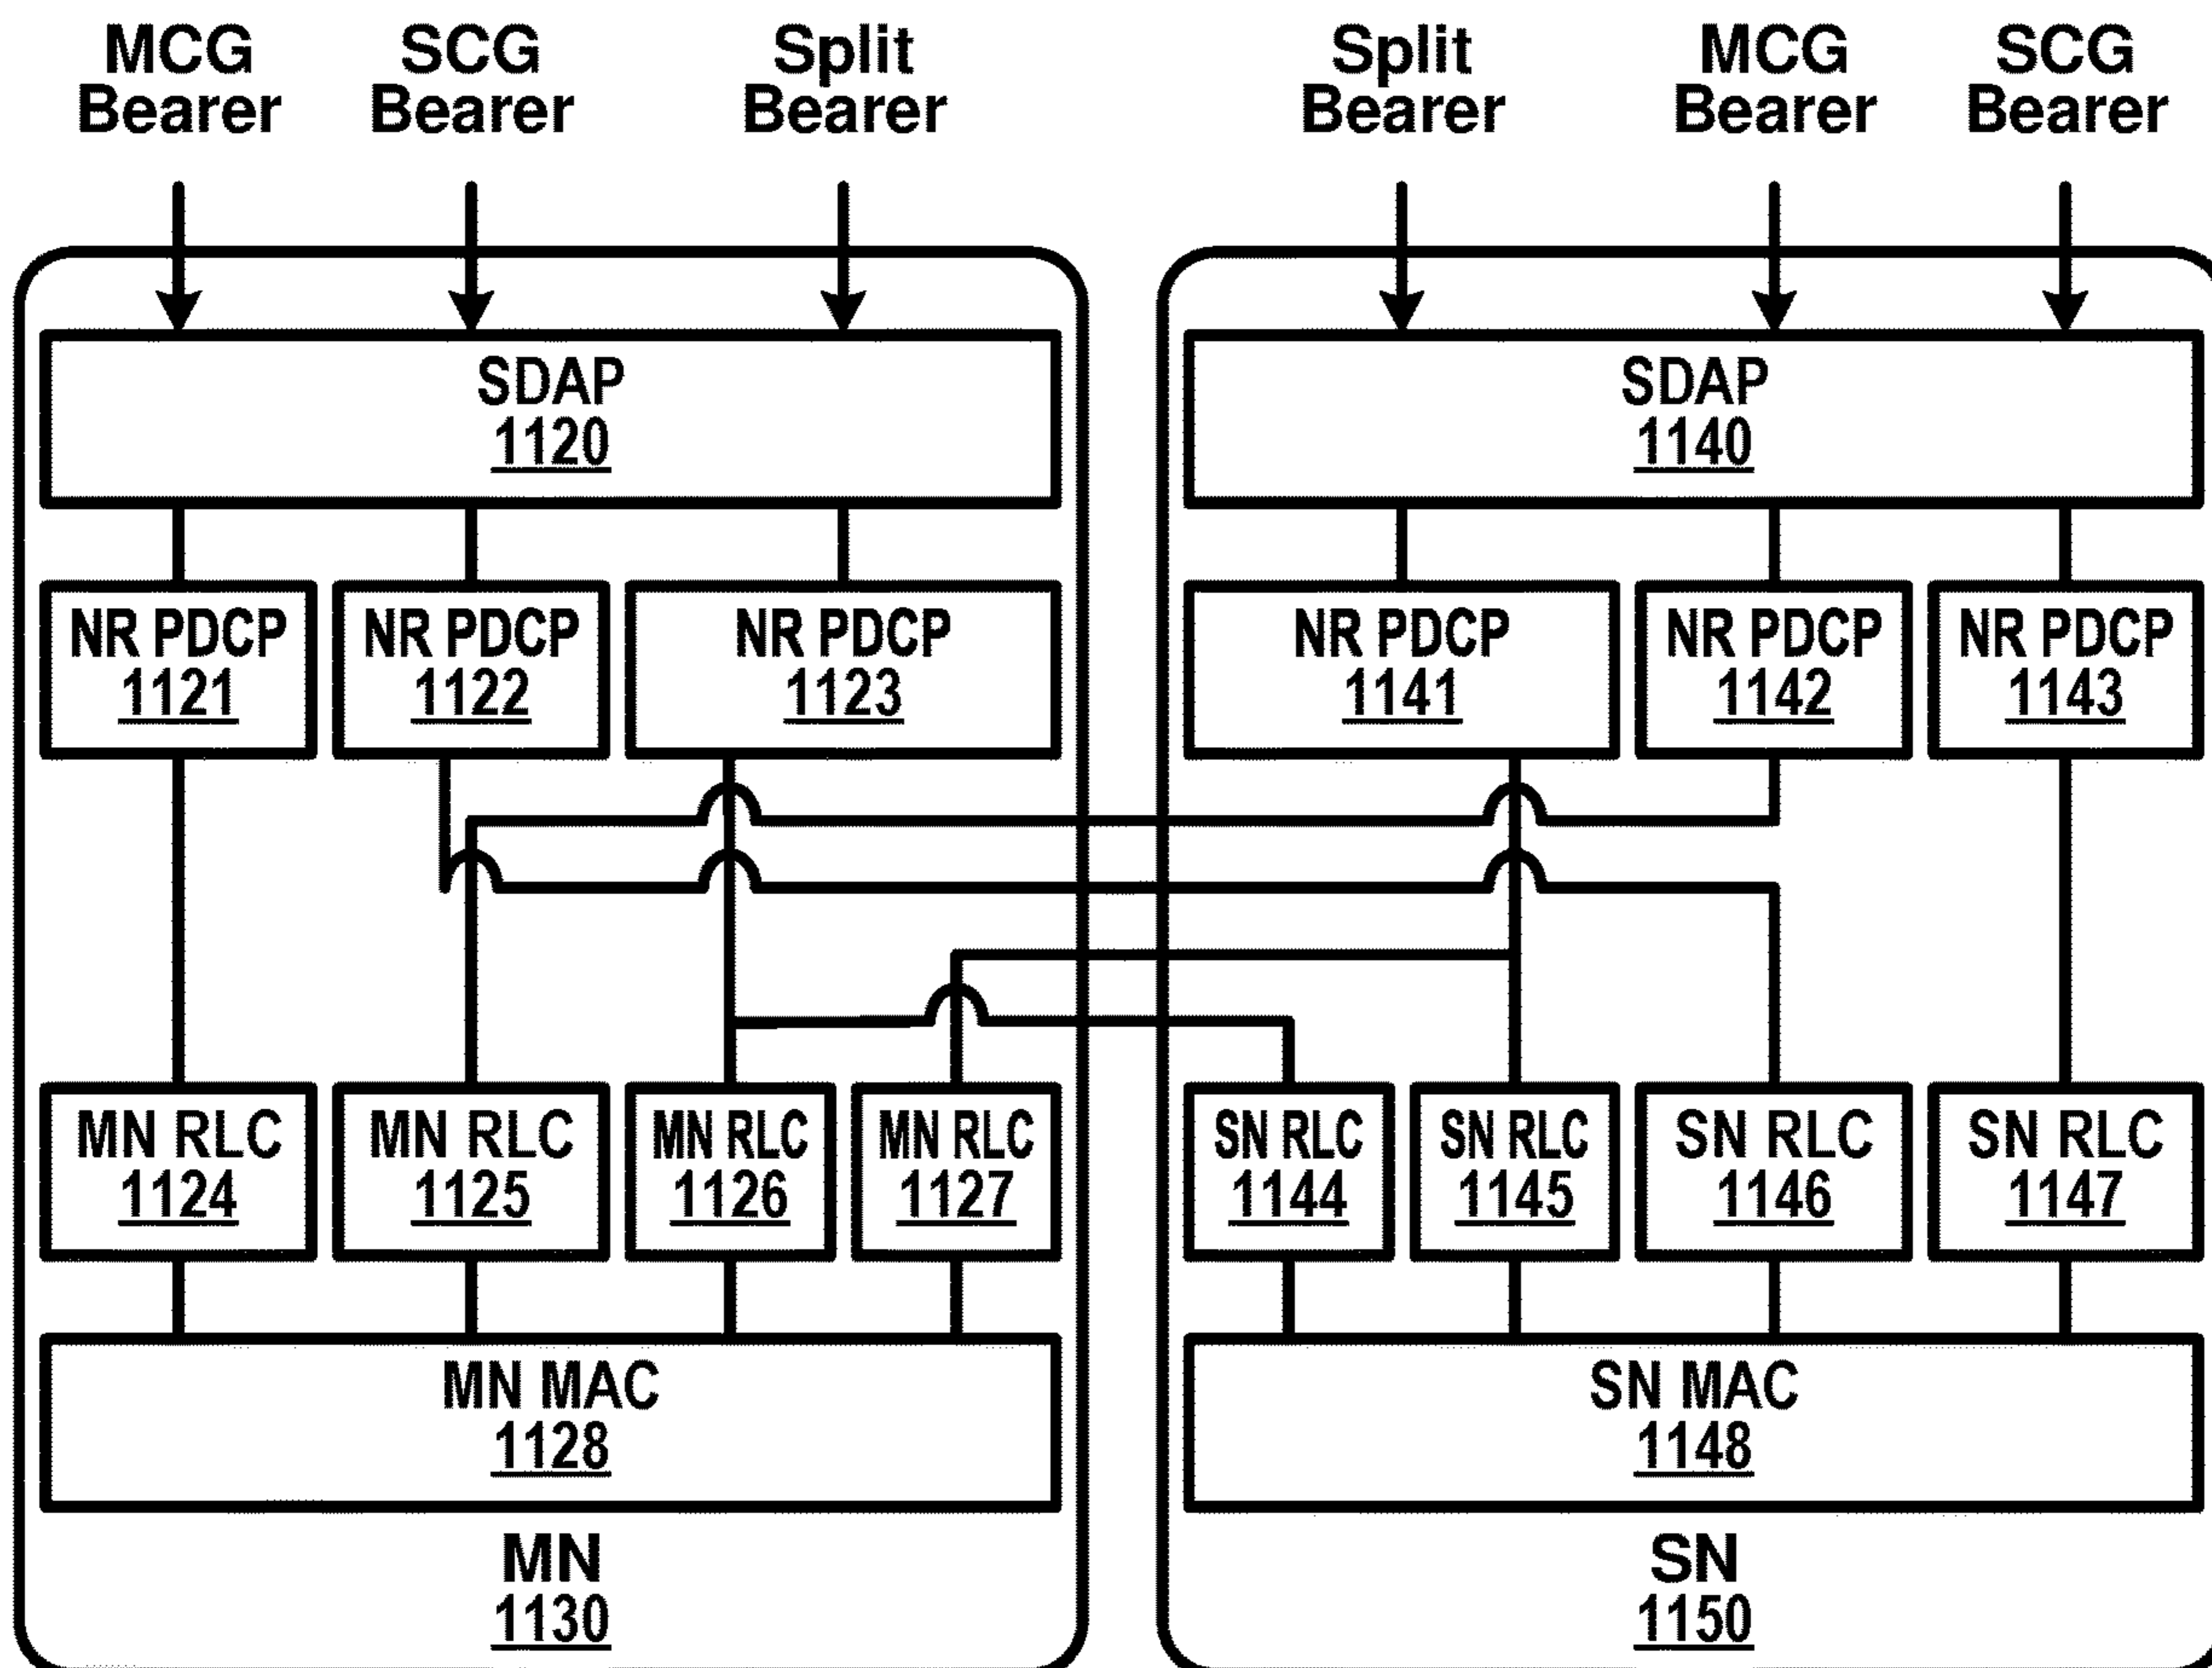 MCG
Bearer
SCG
Bearer
Split
Bearer
Split
Bearer
MCG
Bearer
SCG
Bearer
SDAP
1120
SDAP
1140
NR PDCP
1121
NR PDCP
1122
NR PDCP
1123
NR PDCP
1141
NR PDCP
1142
NR PDCP
1143
MN RLC
1124
MN RLC
1125
MN RLC
1126
MN RLC
1127
SN RLC
1144
SN RLC
1145
SN RLC
1146
SN RLC
1147
MN MAC
1128
SN MAC
1148
MN
1130
SN
1150